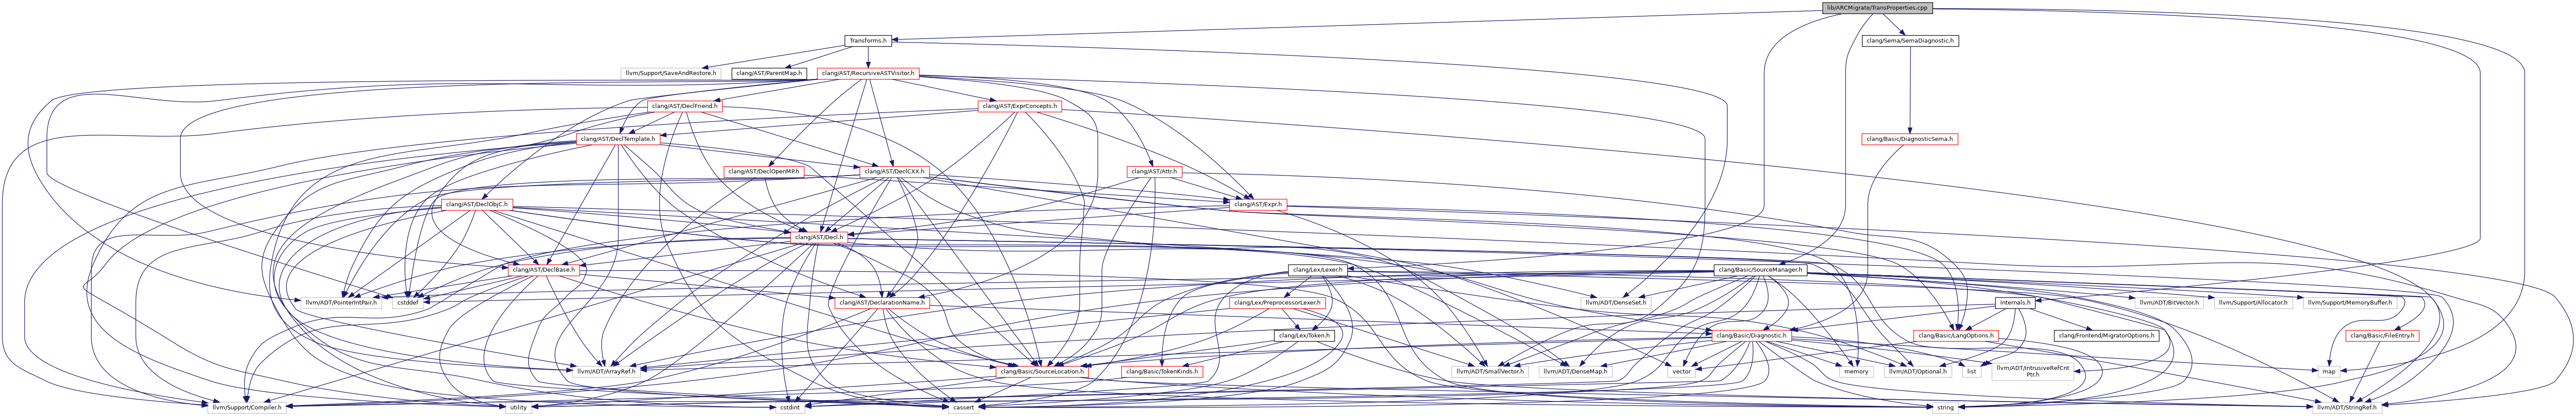 lib/ARCMigrate/TransProperties.cpp
Transforms.h
clang/Sema/SemaDiagnostic.h
llvm/Support/SaveAndRestore.h
clang/AST/ParentMap.h
clang/AST/RecursiveASTVisitor.h
clang/AST/DeclFriend.h
clang/AST/ExprConcepts.h
clang/AST/DeclTemplate.h
clang/Basic/DiagnosticSema.h
clang/AST/DeclOpenMP.h
clang/AST/DeclCXX.h
clang/AST/Attr.h
clang/AST/DeclObjC.h
clang/AST/Expr.h
clang/AST/Decl.h
clang/AST/DeclBase.h
clang/Lex/Lexer.h
clang/Basic/SourceManager.h
llvm/ADT/PointerIntPair.h
cstddef
clang/AST/DeclarationName.h
clang/Lex/PreprocessorLexer.h
llvm/ADT/DenseSet.h
Internals.h
llvm/ADT/BitVector.h
llvm/Support/Allocator.h
llvm/Support/MemoryBuffer.h
clang/Lex/Token.h
clang/Basic/Diagnostic.h
clang/Basic/LangOptions.h
clang/Frontend/MigratorOptions.h
clang/Basic/FileEntry.h
llvm/ADT/ArrayRef.h
clang/Basic/SourceLocation.h
clang/Basic/TokenKinds.h
llvm/ADT/SmallVector.h
llvm/ADT/DenseMap.h
vector
memory
llvm/ADT/Optional.h
list
llvm/ADT/IntrusiveRefCnt
Ptr.h
map
llvm/Support/Compiler.h
utility
cstdint
cassert
string
llvm/ADT/StringRef.h